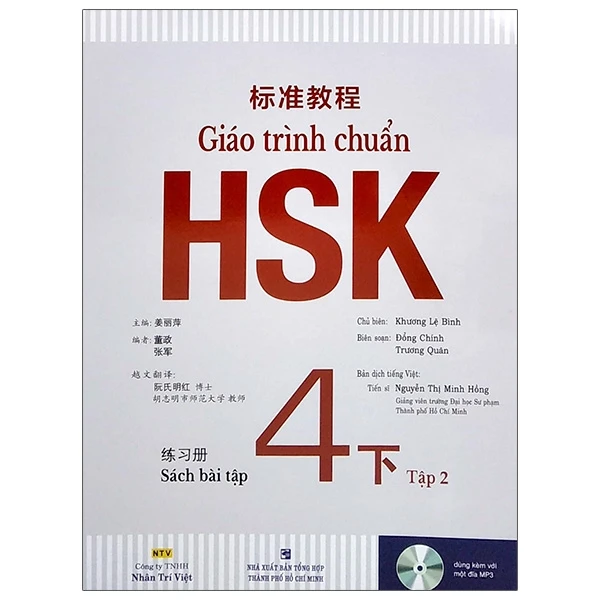 标准教程
Giáo trình chuẩn
HSK
主编: 姜丽萍
编者: 董政
张军
越文翻译:
阮氏明红 博士
胡志明市师范大学 教师
Chủ biên: Khương Lệ Bình
Biên soạn: Đổng Chính
Trương Quân
Bản dịch tiếng Việt:
Tiến sĩ Nguyễn Thị Minh Hồng
Giảng viên trường Đại học Sư phạm
Thành phố Hồ Chí Minh
练习册
Sách bài tập
4下
Tập 2
NTV
Công ty TNHH
Nhân Trí Việt
NHÀ XUẤT BẢN TỔNG HỢP
THÀNH PHỐ HỒ CHÍ MINH
dùng kèm với
một đĩa MP3